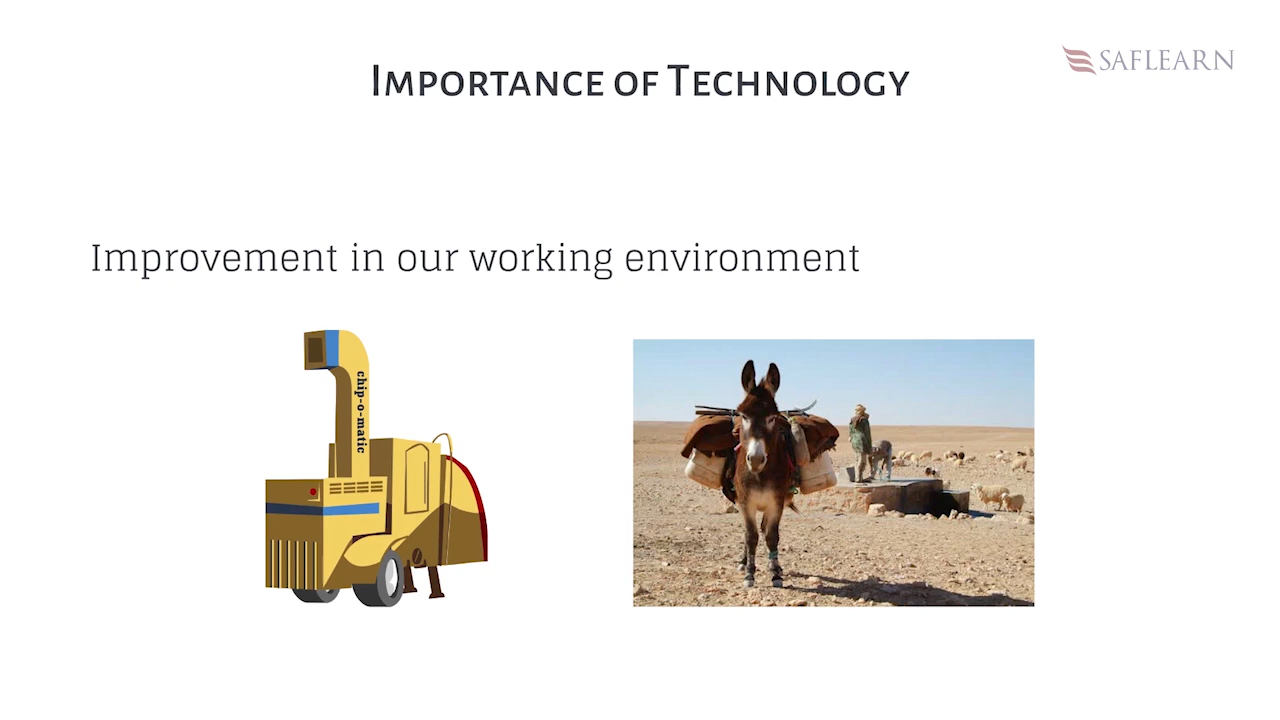 Importance of Technology
SAFLEARN
Improvement in our working environment
chip-o-matic